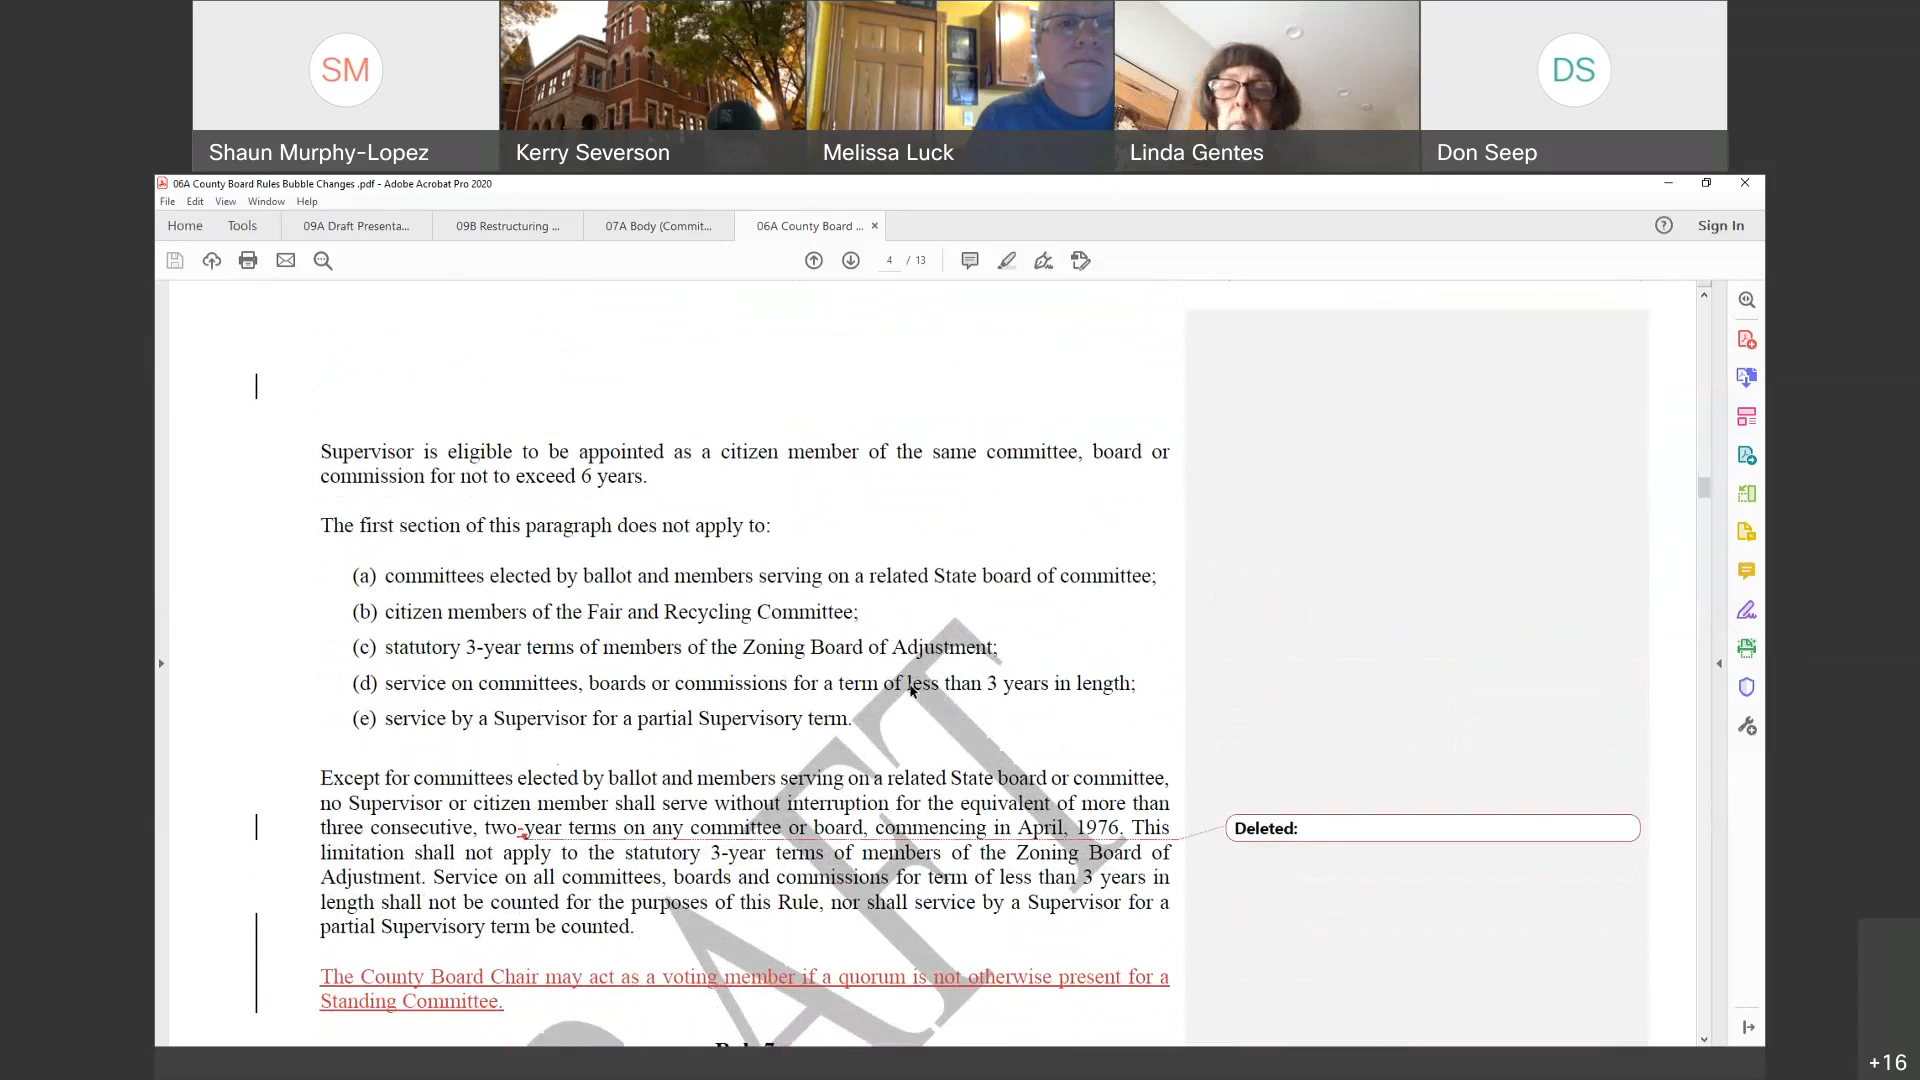 SM
DS
Shaun Murphy-Lopez
Kerry Severson
Melissa Luck
Linda Gentes
Don Seep
06A County Board Rules Bubble Changes .pdf - Adobe Acrobat Pro 2020
File Edit View Window Help
Home Tools 09A Draft Presenta... 09B Restructuring ... 07A Body (Commit... 06A County Board ... × Sign In
4 / 13
Supervisor is eligible to be appointed as a citizen member of the same committee, board or
commission for not to exceed 6 years.
The first section of this paragraph does not apply to:
(a) committees elected by ballot and members serving on a related State board of committee;
(b) citizen members of the Fair and Recycling Committee;
(c) statutory 3-year terms of members of the Zoning Board of Adjustment;
(d) service on committees, boards or commissions for a term of less than 3 years in length;
(e) service by a Supervisor for a partial Supervisory term.
Except for committees elected by ballot and members serving on a related State board or committee,
no Supervisor or citizen member shall serve without interruption for the equivalent of more than
three consecutive, two-year terms on any committee or board, commencing in April, 1976. This
limitation shall not apply to the statutory 3-year terms of members of the Zoning Board of
Adjustment. Service on all committees, boards and commissions for term of less than 3 years in
length shall not be counted for the purposes of this Rule, nor shall service by a Supervisor for a
partial Supervisory term be counted.
The County Board Chair may act as a voting member if a quorum is not otherwise present for a
Standing Committee.
Deleted:
+16